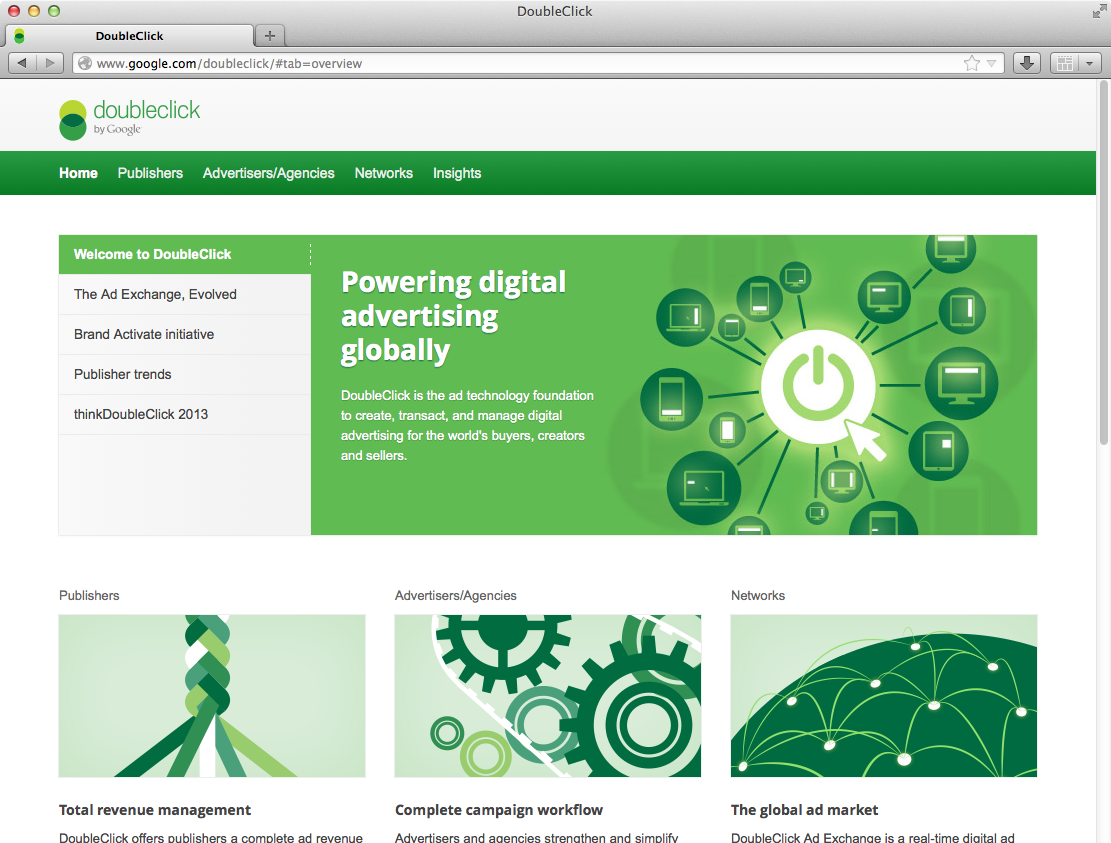 DoubleClick
DoubleClick
www.google.com/doubleclick/#tab=overview
doubleclick
by Google
Home Publishers Advertisers/Agencies Networks Insights
Welcome to DoubleClick
The Ad Exchange, Evolved
Brand Activate initiative
Publisher trends
thinkDoubleClick 2013
Powering digital
advertising
globally
DoubleClick is the ad technology foundation
to create, transact, and manage digital
advertising for the world's buyers, creators
and sellers.
Publishers
Advertisers/Agencies
Networks
Total revenue management
DoubleClick offers publishers a complete ad revenue
Complete campaign workflow
Advertisers and agencies strengthen and simplify
The global ad market
DoubleClick Ad Exchange is a real-time digital ad